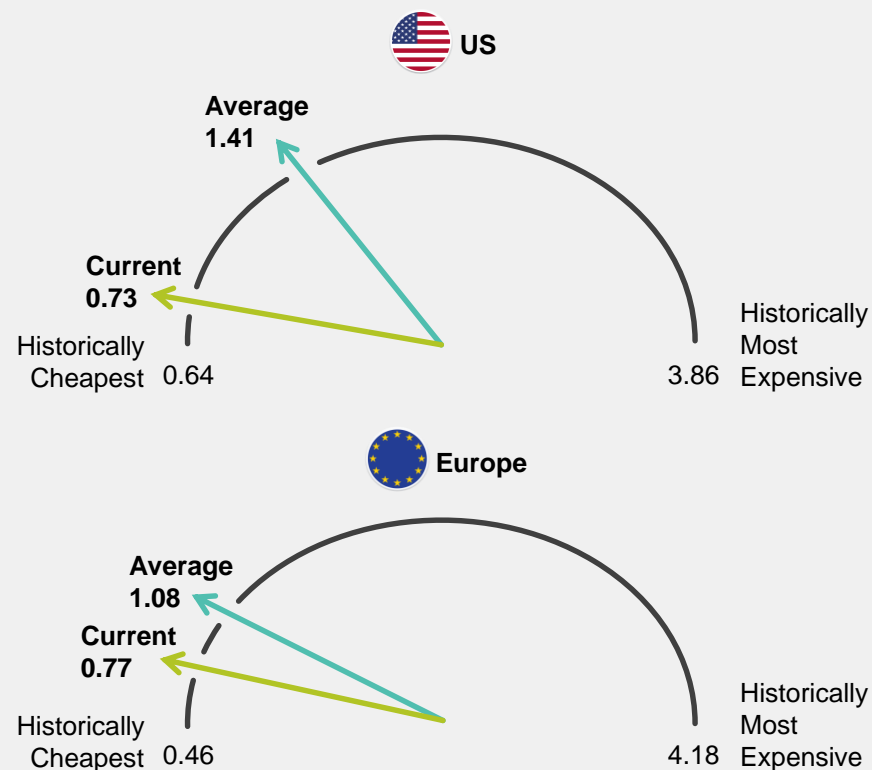 US
Average
1.41
Current
0.73
Historically
Cheapest
0.64
3.86
Historically
Most
Expensive
Europe
Average
1.08
Current
0.77
Historically
Cheapest
0.46
4.18
Historically
Most
Expensive